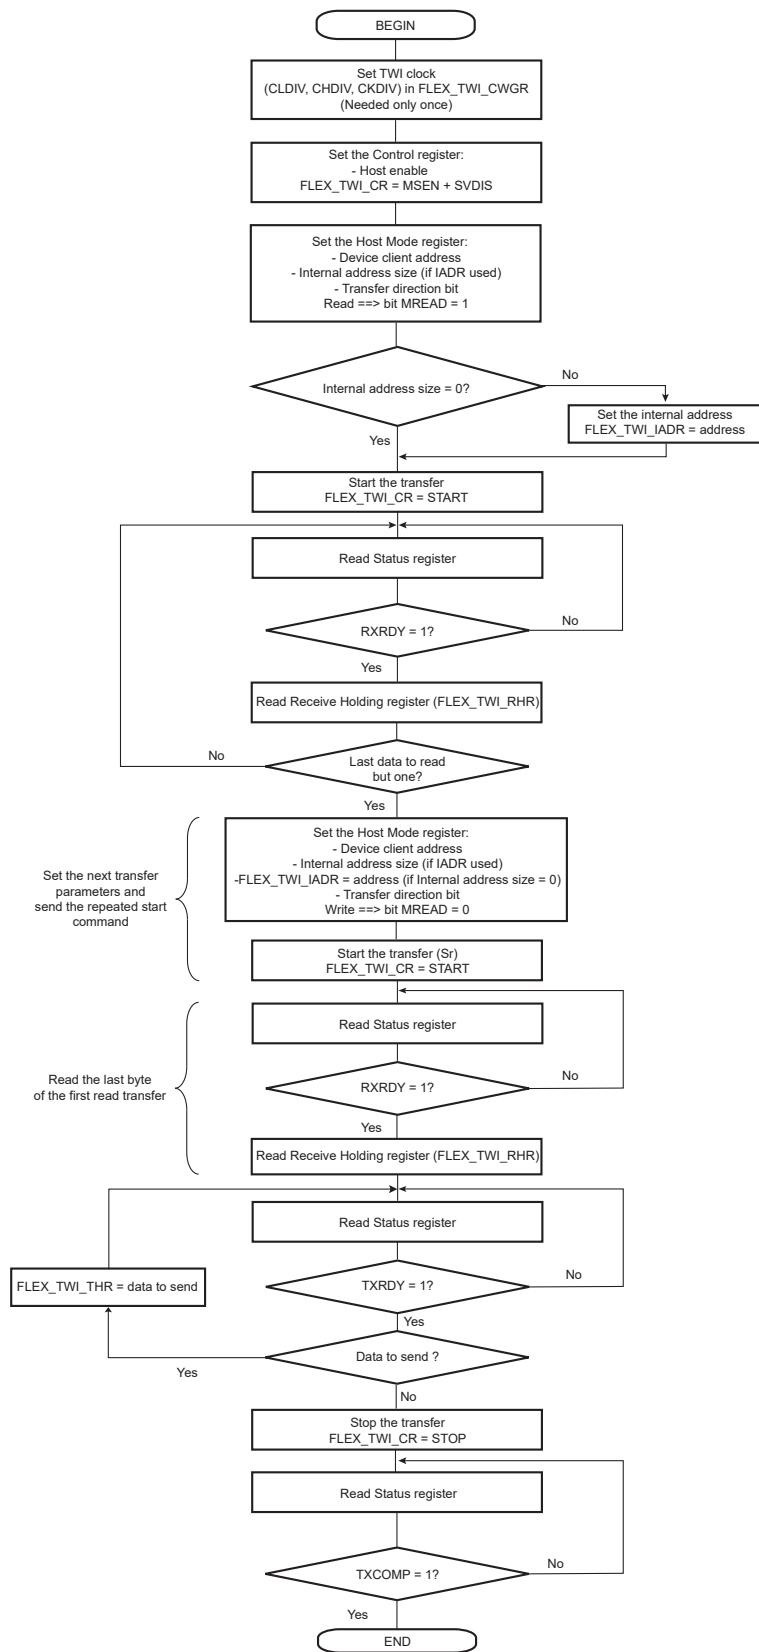 BEGIN
Set TWI clock
(CLDIV, CHDIV, CKDIV) in FLEX_TWI_CWGR
(Needed only once)
Set the Control register:
- Host enable
FLEX_TWI_CR = MSEN + SVDIS
Set the Host Mode register:
- Device client address
- Internal address size (if IADR used)
- Transfer direction bit
Read ==> bit MREAD = 1
Internal address size = 0?
No
Set the internal address
FLEX_TWI_IADR = address
Yes
Start the transfer
FLEX_TWI_CR = START
Read Status register
RXRDY = 1?
No
Yes
Read Receive Holding register (FLEX_TWI_RHR)
Last data to read
but one?
No
Yes
Set the next transfer
parameters and
send the repeated start
command
Set the Host Mode register:
- Device client address
- Internal address size (if IADR used)
-FLEX_TWI_IADR = address (if Internal address size = 0)
- Transfer direction bit
Write ==> bit MREAD = 0
Start the transfer (Sr)
FLEX_TWI_CR = START
Read the last byte
of the first read transfer
Read Status register
RXRDY = 1?
No
Yes
Read Receive Holding register (FLEX_TWI_RHR)
Read Status register
FLEX_TWI_THR = data to send
TXRDY = 1?
No
Yes
Data to send ?
Yes
No
Stop the transfer
FLEX_TWI_CR = STOP
Read Status register
TXCOMP = 1?
No
Yes
END